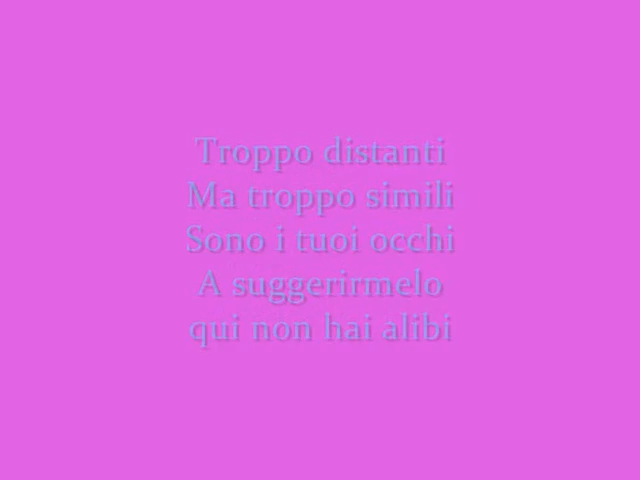 Troppo distanti
Ma troppo simili
Sono i tuoi occhi
A suggerirmelo
qui non hai alibi